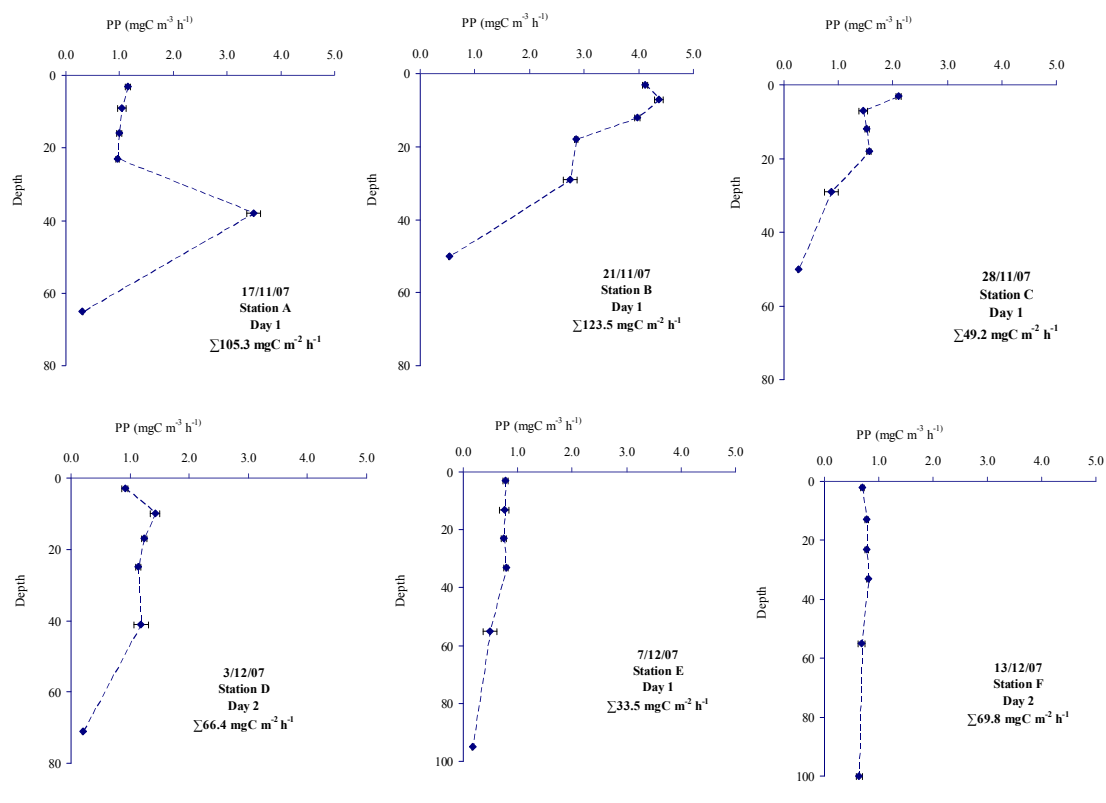 PP (mgC m⁻³ h⁻¹)
0.0 1.0 2.0 3.0 4.0 5.0
0
20
40
60
80
Depth
17/11/07
Station A
Day 1
∑105.3 mgC m⁻² h⁻¹
PP (mgC m⁻³ h⁻¹)
0.0 1.0 2.0 3.0 4.0 5.0
0
20
40
60
80
Depth
21/11/07
Station B
Day 1
∑123.5 mgC m⁻² h⁻¹
PP (mgC m⁻³ h⁻¹)
0.0 1.0 2.0 3.0 4.0 5.0
0
20
40
60
80
Depth
28/11/07
Station C
Day 1
∑49.2 mgC m⁻² h⁻¹
PP (mgC m⁻³ h⁻¹)
0.0 1.0 2.0 3.0 4.0 5.0
0
20
40
60
80
Depth
3/12/07
Station D
Day 2
∑66.4 mgC m⁻² h⁻¹
PP (mgC m⁻³ h⁻¹)
0.0 1.0 2.0 3.0 4.0 5.0
0
20
40
60
80
100
Depth
7/12/07
Station E
Day 1
∑33.5 mgC m⁻² h⁻¹
PP (mgC m⁻³ h⁻¹)
0.0 1.0 2.0 3.0 4.0 5.0
0
20
40
60
80
100
Depth
13/12/07
Station F
Day 2
∑69.8 mgC m⁻² h⁻¹